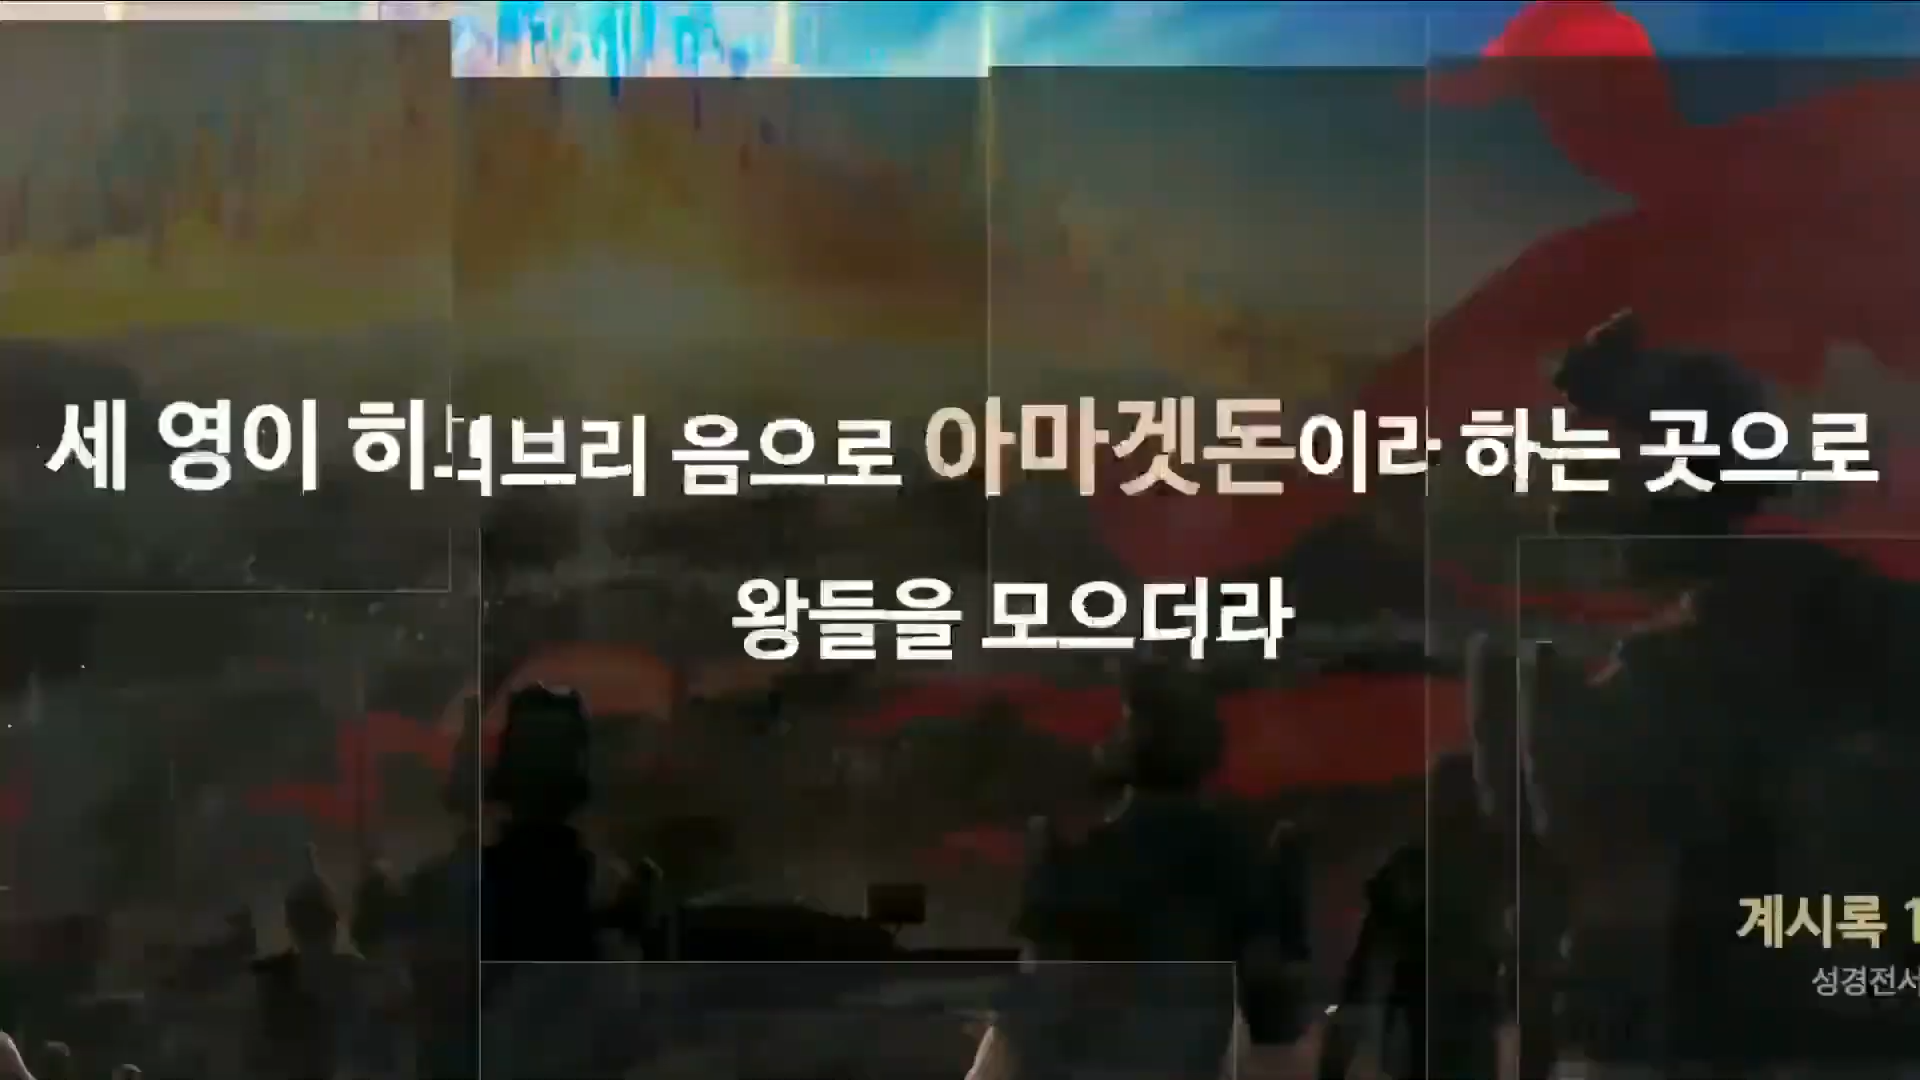 세 영이 히브리 음으로 아마겟돈이라 하는 곳으로
왕들을 모으더라
계시록 1
성경전서